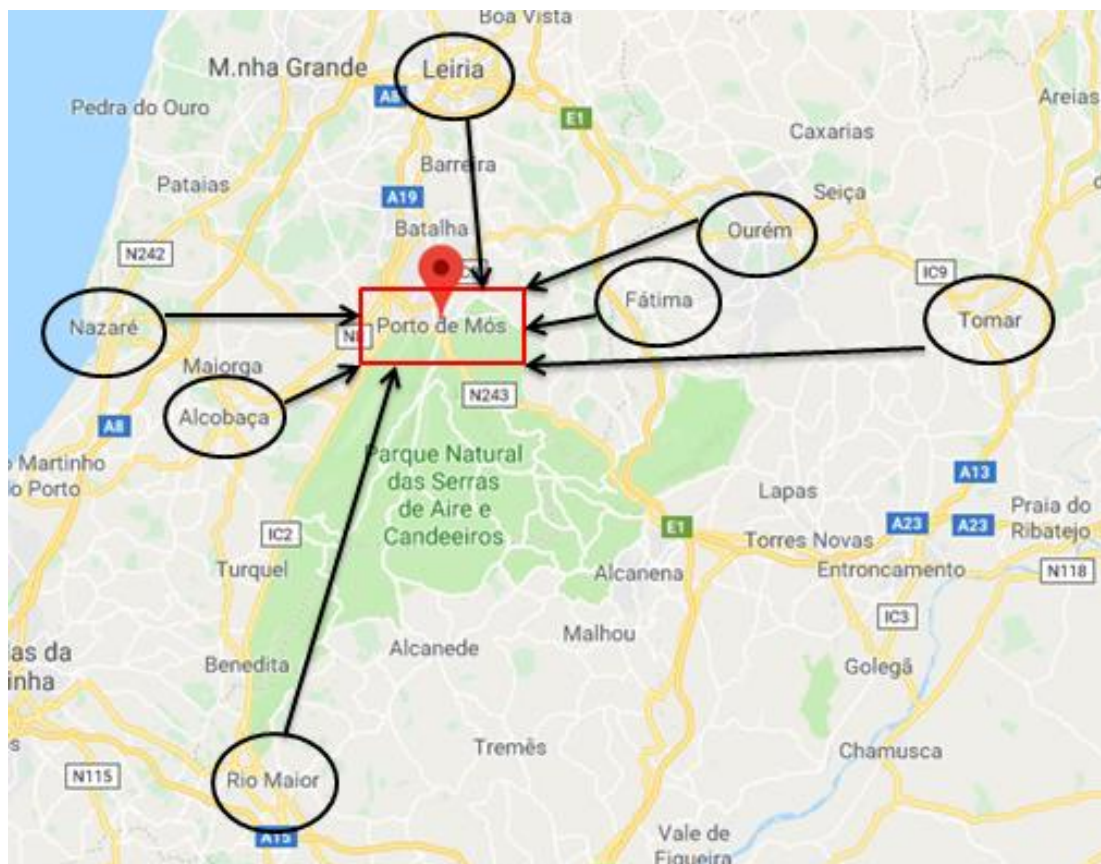 Boa Vista
M.nha Grande
Leiria
A8
Pedra do Ouro
E1
Areias
Caxarias
Barreira
Pataias
A19
Seiça
Batalha
Ourém
N242
IC9
Fátima
Nazaré
Porto de Mós
Tomar
Maiorga
N243
Alcobaça
A8
Parque Natural
das Serras
de Aire e
Candeeiros
o Martinho
o Porto
Lapas
A13
Praia do
Ribatejo
A23
A23
E1
IC2
Torres Novas
Turquel
Alcanena
Entroncamento
N118
IC3
Malhou
Alcanede
as da
inha
Benedita
Golegã
Tremês
Chamusca
N115
Rio Maior
A15
Vale de
Figueira